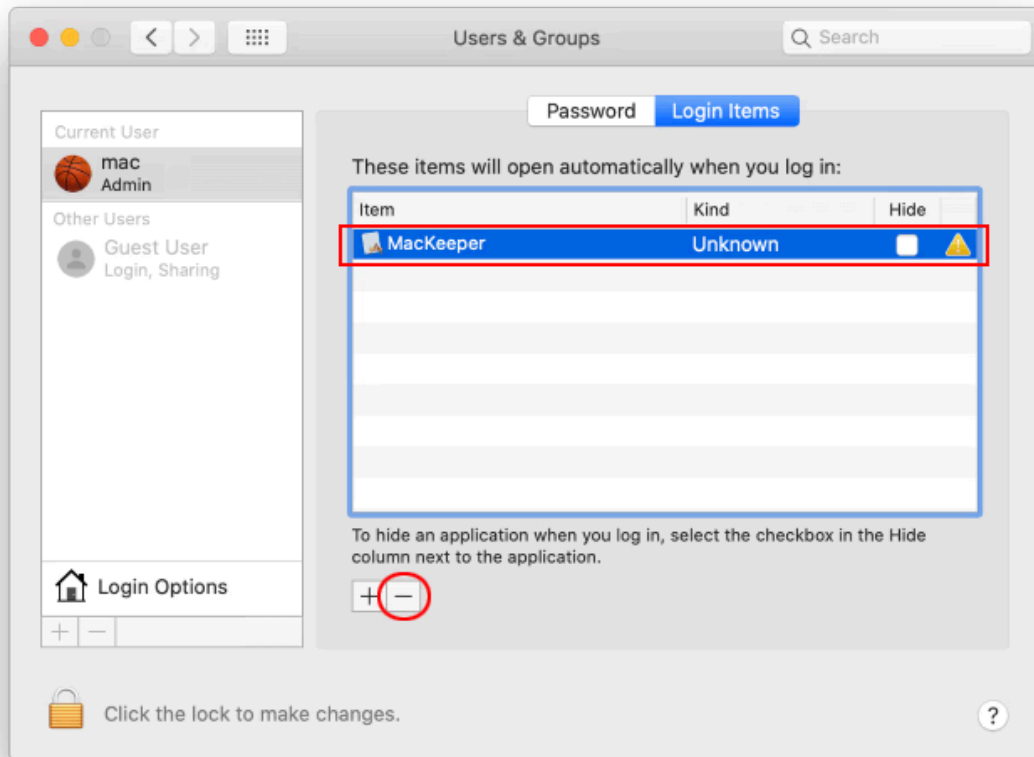 Users & Groups
Search
Password
Login Items
Current User
mac
Admin
Other Users
Guest User
Login, Sharing
Login Options
These items will open automatically when you log in:
Item Kind Hide
MacKeeper Unknown
To hide an application when you log in, select the checkbox in the Hide
column next to the application.
+ −
+ −
Click the lock to make changes.
?